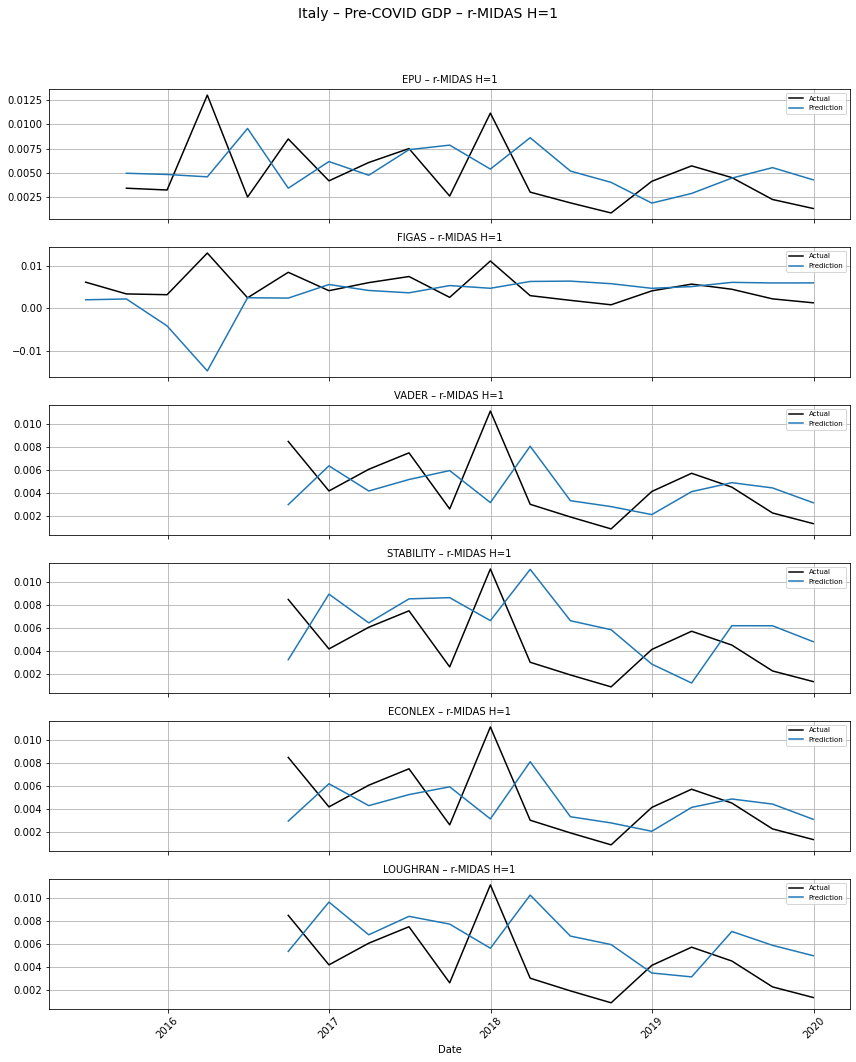 Italy – Pre-COVID GDP – r-MIDAS H=1
EPU – r-MIDAS H=1
0.0125
0.0100
0.0075
0.0050
0.0025
Actual
Prediction
FIGAS – r-MIDAS H=1
0.01
0.00
−0.01
Actual
Prediction
VADER – r-MIDAS H=1
0.010
0.008
0.006
0.004
0.002
Actual
Prediction
STABILITY – r-MIDAS H=1
0.010
0.008
0.006
0.004
0.002
Actual
Prediction
ECONLEX – r-MIDAS H=1
0.010
0.008
0.006
0.004
0.002
Actual
Prediction
LOUGHRAN – r-MIDAS H=1
0.010
0.008
0.006
0.004
0.002
Actual
Prediction
2016 2017 2018 2019 2020
Date